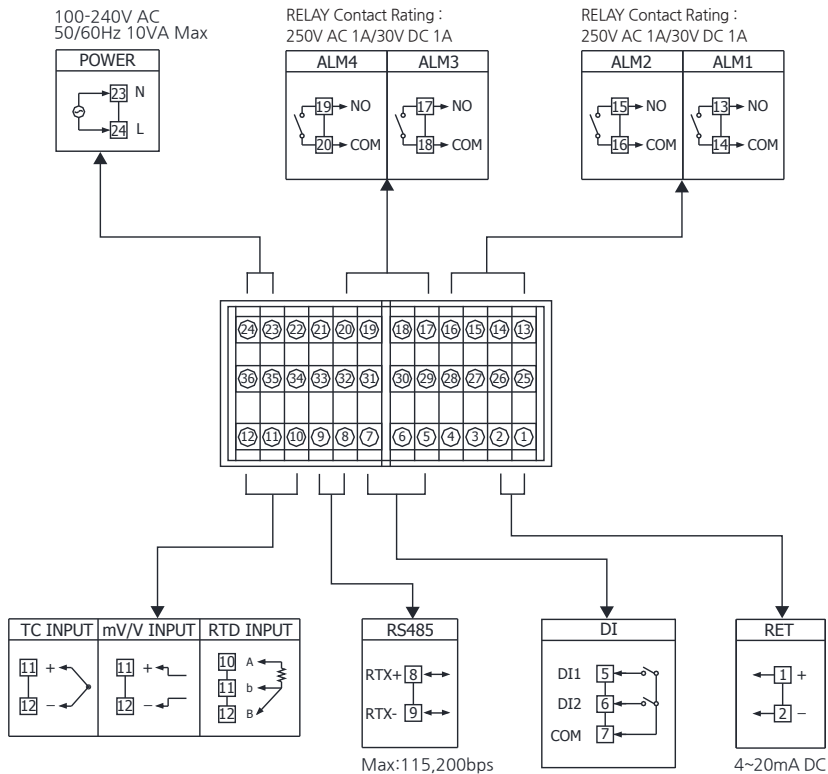 100-240V AC
50/60Hz 10VA Max
POWER
23 N
24 L
RELAY Contact Rating :
250V AC 1A/30V DC 1A
ALM4 ALM3
19 NO 17 NO
20 COM 18 COM
RELAY Contact Rating :
250V AC 1A/30V DC 1A
ALM2 ALM1
15 NO 13 NO
16 COM 14 COM
24 23 22 21 20 19 18 17 16 15 14 13
36 35 34 33 32 31 30 29 28 27 26 25
12 11 10 9 8 7 6 5 4 3 2 1
TC INPUT mV/V INPUT RTD INPUT
11 + 11 + 10 A
11 b
12 − 12 − 12 B
RS485
RTX+ 8
RTX- 9
Max:115,200bps
DI
DI1 5
DI2 6
COM 7
RET
1 +
2 −
4~20mA DC